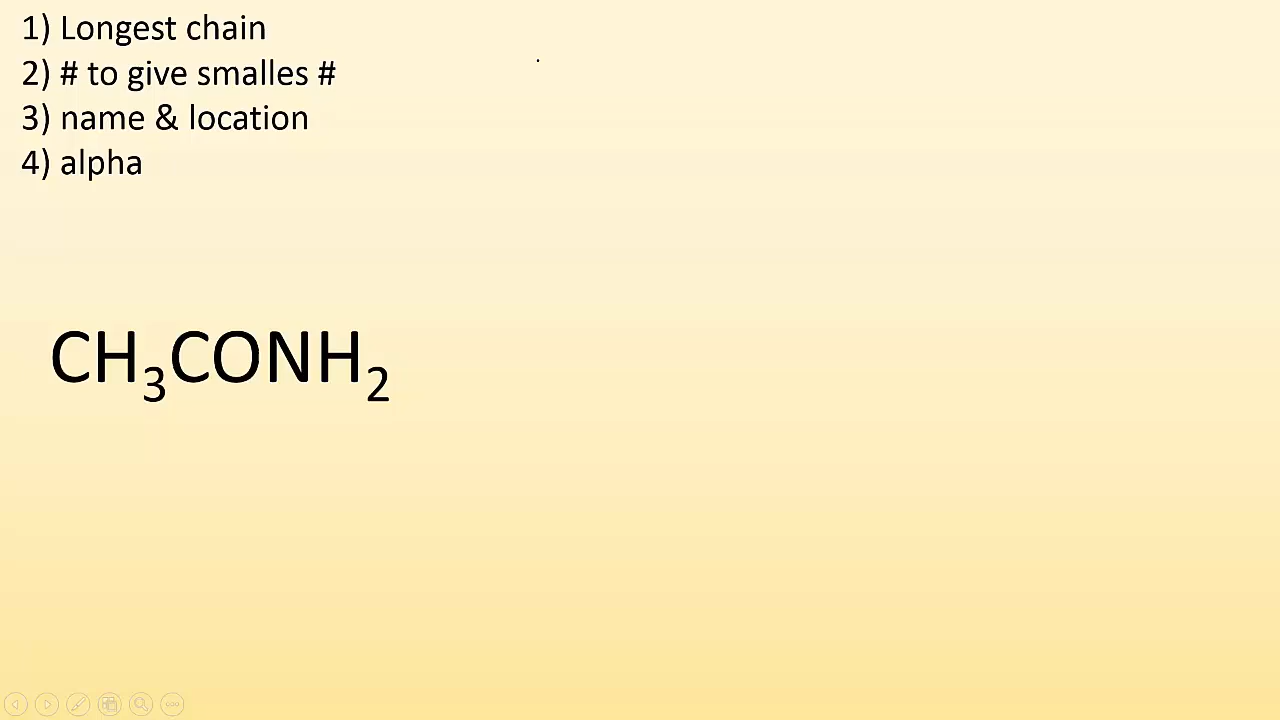 1) Longest chain
2) # to give smalles #
3) name & location
4) alpha
CH₃CONH₂